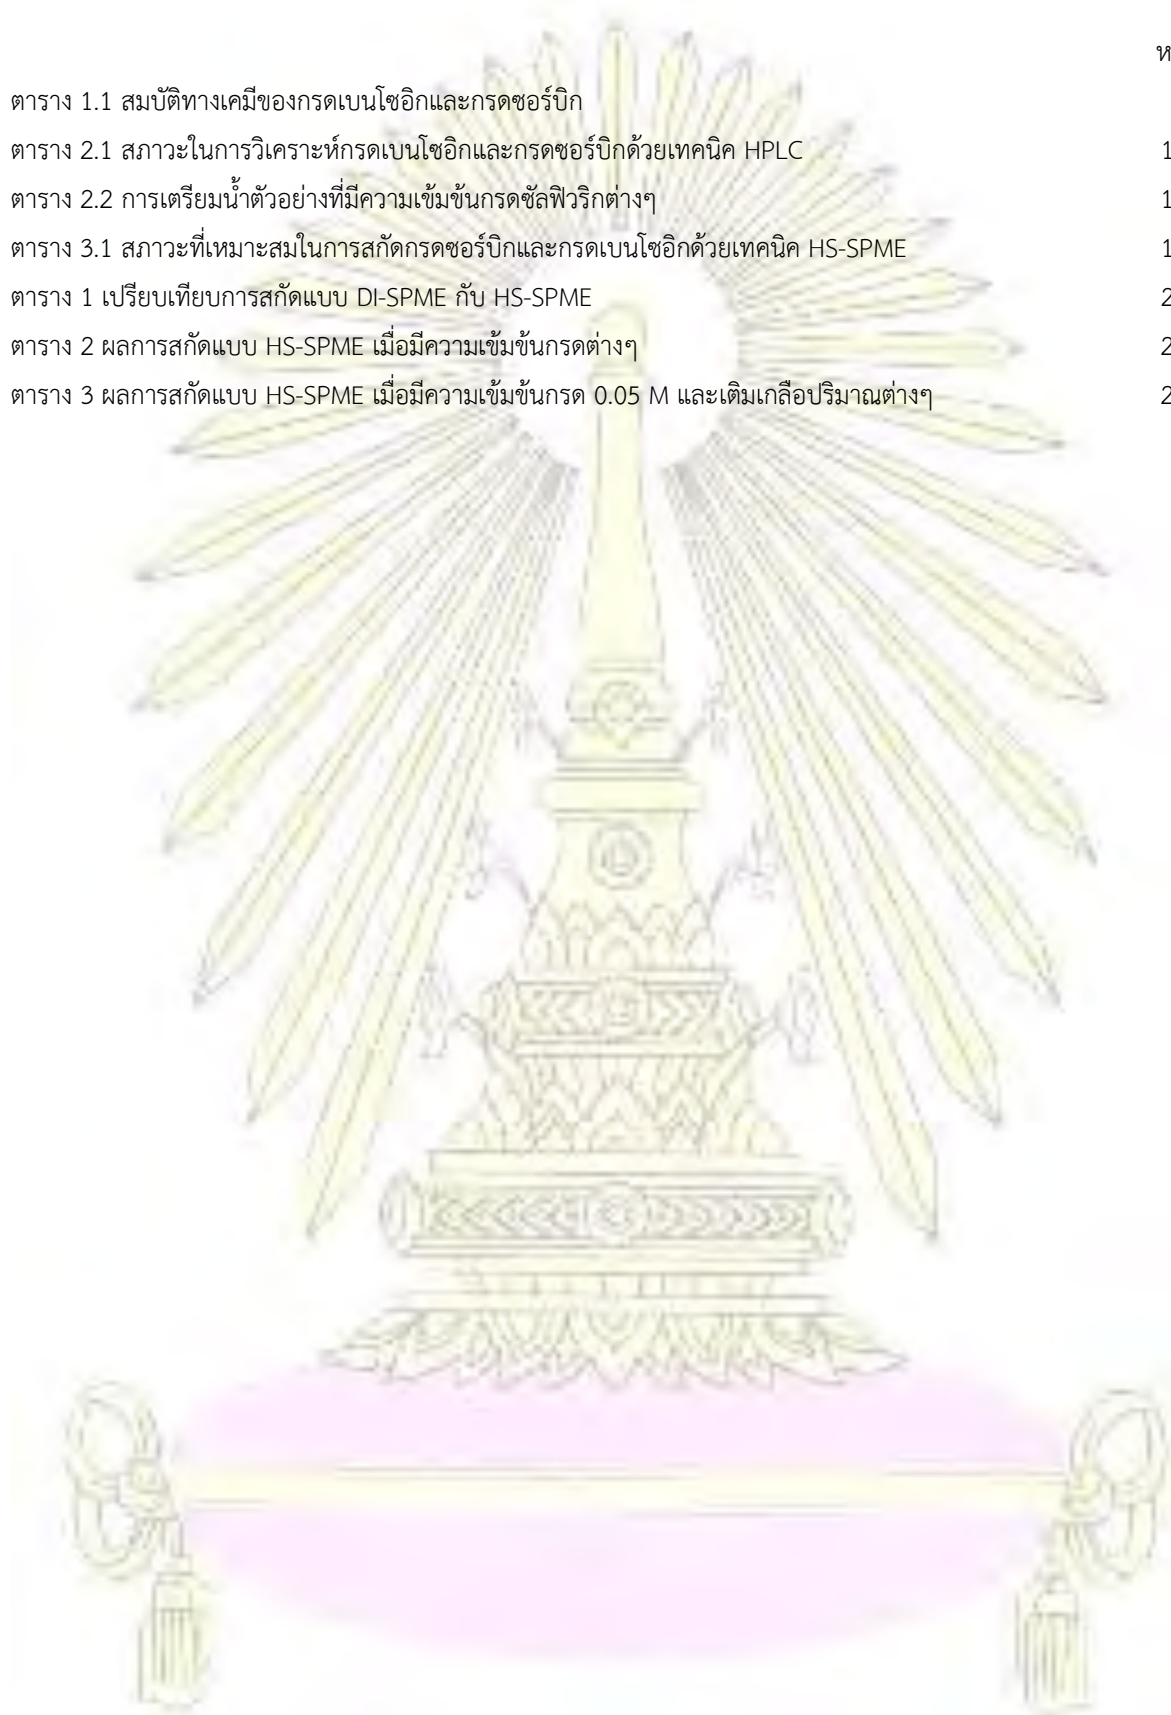 ห
ตาราง 1.1 สมบัติทางเคมีของกรดเบนโซอิกและกรดซอร์บิก
ตาราง 2.1 สภาวะในการวิเคราะห์กรดเบนโซอิกและกรดซอร์บิกด้วยเทคนิค HPLC 1
ตาราง 2.2 การเตรียมน้ำตัวอย่างที่มีความเข้มข้นกรดซัลฟิวริกต่างๆ 1
ตาราง 3.1 สภาวะที่เหมาะสมในการสกัดกรดซอร์บิกและกรดเบนโซอิกด้วยเทคนิค HS-SPME 1
ตาราง 1 เปรียบเทียบการสกัดแบบ DI-SPME กับ HS-SPME 2
ตาราง 2 ผลการสกัดแบบ HS-SPME เมื่อมีความเข้มข้นกรดต่างๆ 2
ตาราง 3 ผลการสกัดแบบ HS-SPME เมื่อมีความเข้มข้นกรด 0.05 M และเติมเกลือปริมาณต่างๆ 2